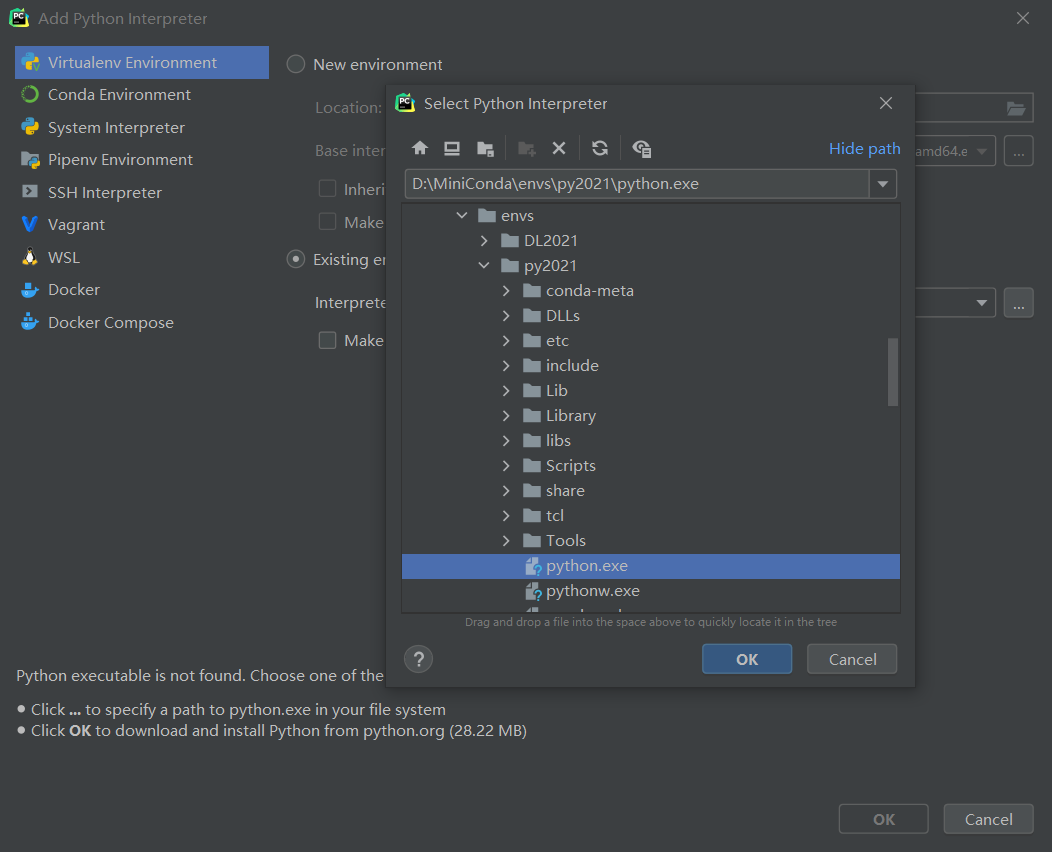 Add Python Interpreter
Virtualenv Environment
Conda Environment
System Interpreter
Pipenv Environment
SSH Interpreter
Vagrant
WSL
Docker
Docker Compose
New environment
Location:
Base inter
Inheri
Make
Existing en
Interprete
Make
amd64.e
...
...
Select Python Interpreter
Hide path
D:\MiniConda\envs\py2021\python.exe
envs
DL2021
py2021
conda-meta
DLLs
etc
include
Lib
Library
libs
Scripts
share
tcl
Tools
python.exe
pythonw.exe
Drag and drop a file into the space above to quickly locate it in the tree
?
OK
Cancel
Python executable is not found. Choose one of the
• Click ... to specify a path to python.exe in your file system
• Click OK to download and install Python from python.org (28.22 MB)
OK
Cancel